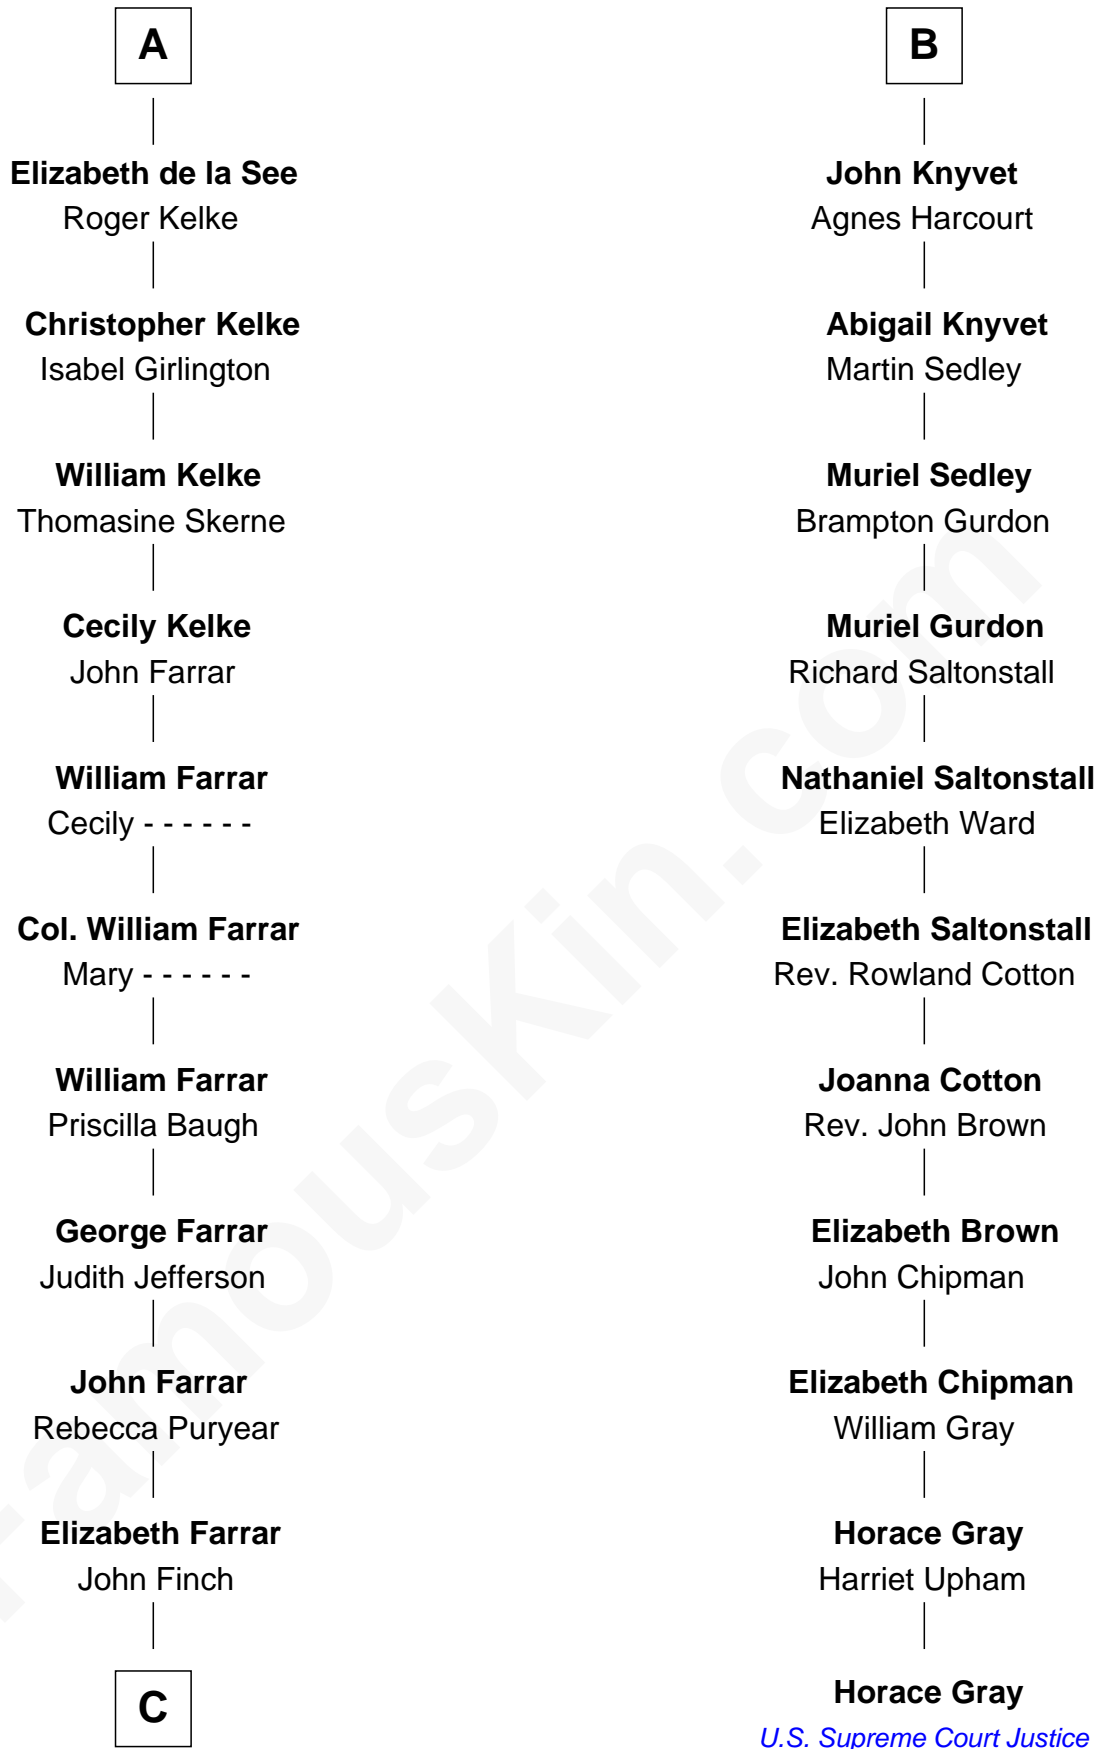 A
Elizabeth de la See
Roger Kelke
Christopher Kelke
Isabel Girlington
William Kelke
Thomasine Skerne
Cecily Kelke
John Farrar
William Farrar
Cecily - - - - - -
Col. William Farrar
Mary - - - - - -
William Farrar
Priscilla Baugh
George Farrar
Judith Jefferson
John Farrar
Rebecca Puryear
Elizabeth Farrar
John Finch
C
B
John Knyvet
Agnes Harcourt
Abigail Knyvet
Martin Sedley
Muriel Sedley
Brampton Gurdon
Muriel Gurdon
Richard Saltonstall
Nathaniel Saltonstall
Elizabeth Ward
Elizabeth Saltonstall
Rev. Rowland Cotton
Joanna Cotton
Rev. John Brown
Elizabeth Brown
John Chipman
Elizabeth Chipman
William Gray
Horace Gray
Harriet Upham
Horace Gray
U.S. Supreme Court Justice
FamousKin.com